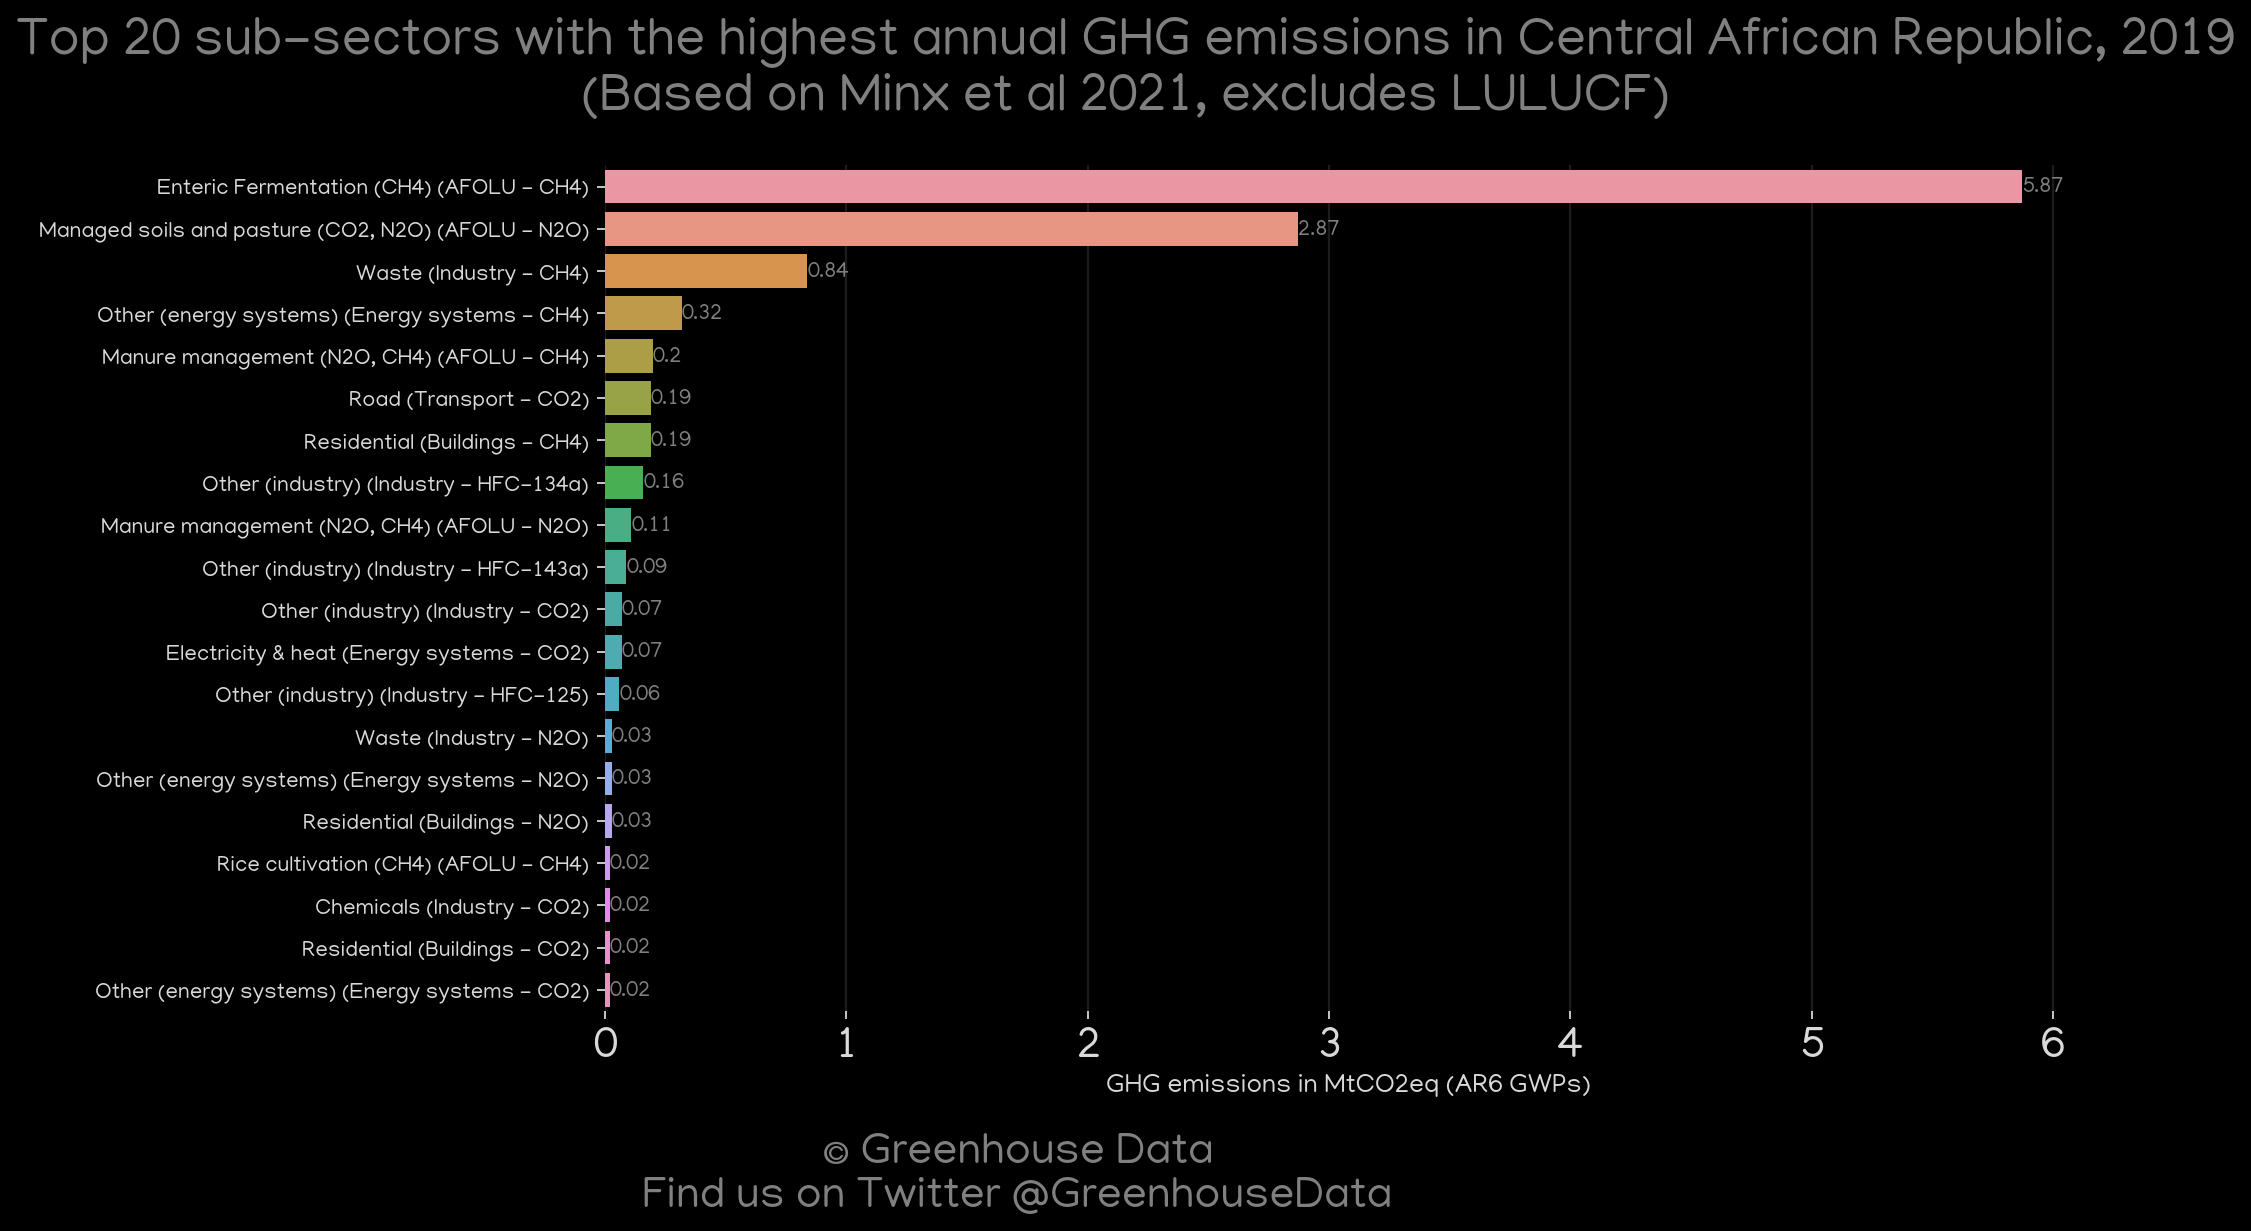 Top 20 sub-sectors with the highest annual GHG emissions in Central African Republic, 2019
(Based on Minx et al 2021, excludes LULUCF)
Enteric Fermentation (CH4) (AFOLU - CH4) 5.87
Managed soils and pasture (CO2, N2O) (AFOLU - N2O) 2.87
Waste (Industry - CH4) 0.84
Other (energy systems) (Energy systems - CH4) 0.32
Manure management (N2O, CH4) (AFOLU - CH4) 0.2
Road (Transport - CO2) 0.19
Residential (Buildings - CH4) 0.19
Other (industry) (Industry - HFC-134a) 0.16
Manure management (N2O, CH4) (AFOLU - N2O) 0.11
Other (industry) (Industry - HFC-143a) 0.09
Other (industry) (Industry - CO2) 0.07
Electricity & heat (Energy systems - CO2) 0.07
Other (industry) (Industry - HFC-125) 0.06
Waste (Industry - N2O) 0.03
Other (energy systems) (Energy systems - N2O) 0.03
Residential (Buildings - N2O) 0.03
Rice cultivation (CH4) (AFOLU - CH4) 0.02
Chemicals (Industry - CO2) 0.02
Residential (Buildings - CO2) 0.02
Other (energy systems) (Energy systems - CO2) 0.02
0 1 2 3 4 5 6
GHG emissions in MtCO2eq (AR6 GWPs)
© Greenhouse Data
Find us on Twitter @GreenhouseData